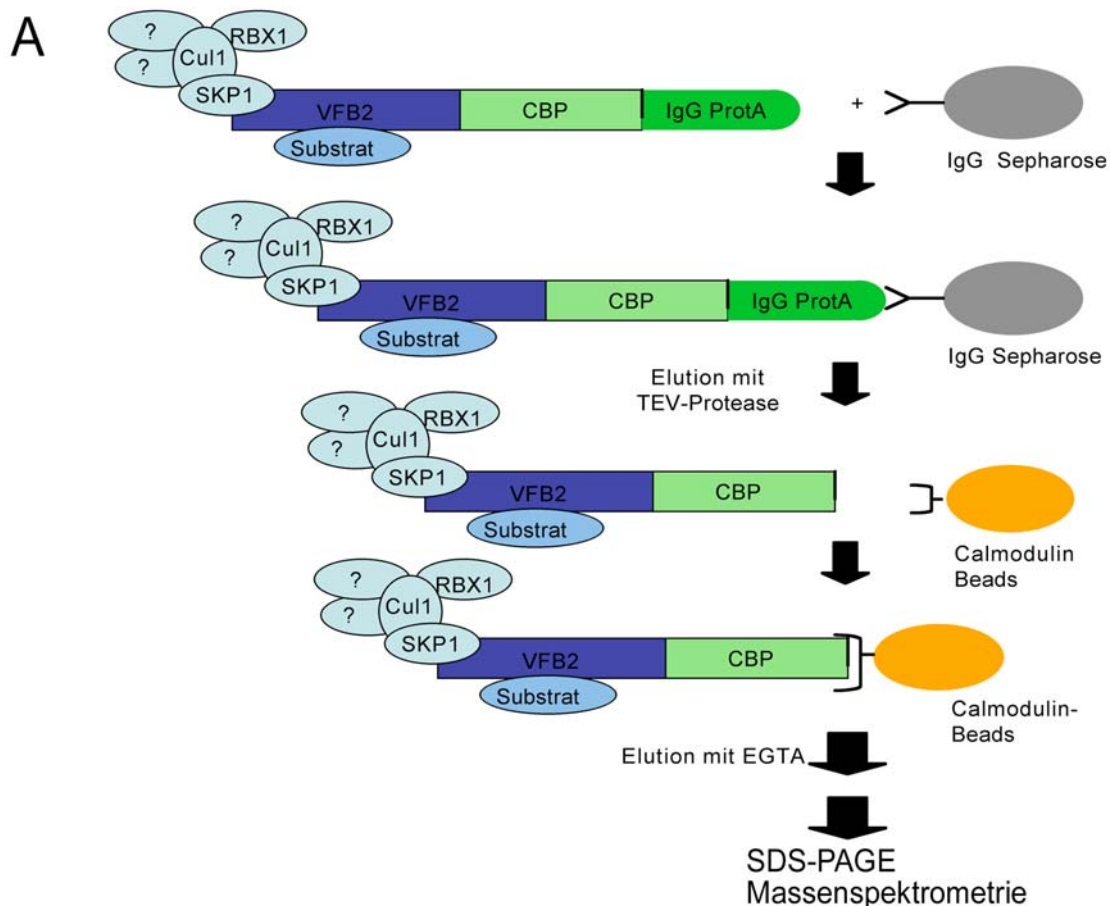 A
?
RBX1
?
Cul1
SKP1
VFB2
CBP
IgG ProtA
+
Substrat
IgG Sepharose
?
RBX1
?
Cul1
SKP1
VFB2
CBP
IgG ProtA
Substrat
IgG Sepharose
Elution mit
TEV-Protease
?
RBX1
?
Cul1
SKP1
VFB2
CBP
Substrat
Calmodulin
Beads
?
RBX1
?
Cul1
SKP1
VFB2
CBP
Substrat
Calmodulin-
Beads
Elution mit EGTA
SDS-PAGE
Massenspektrometrie